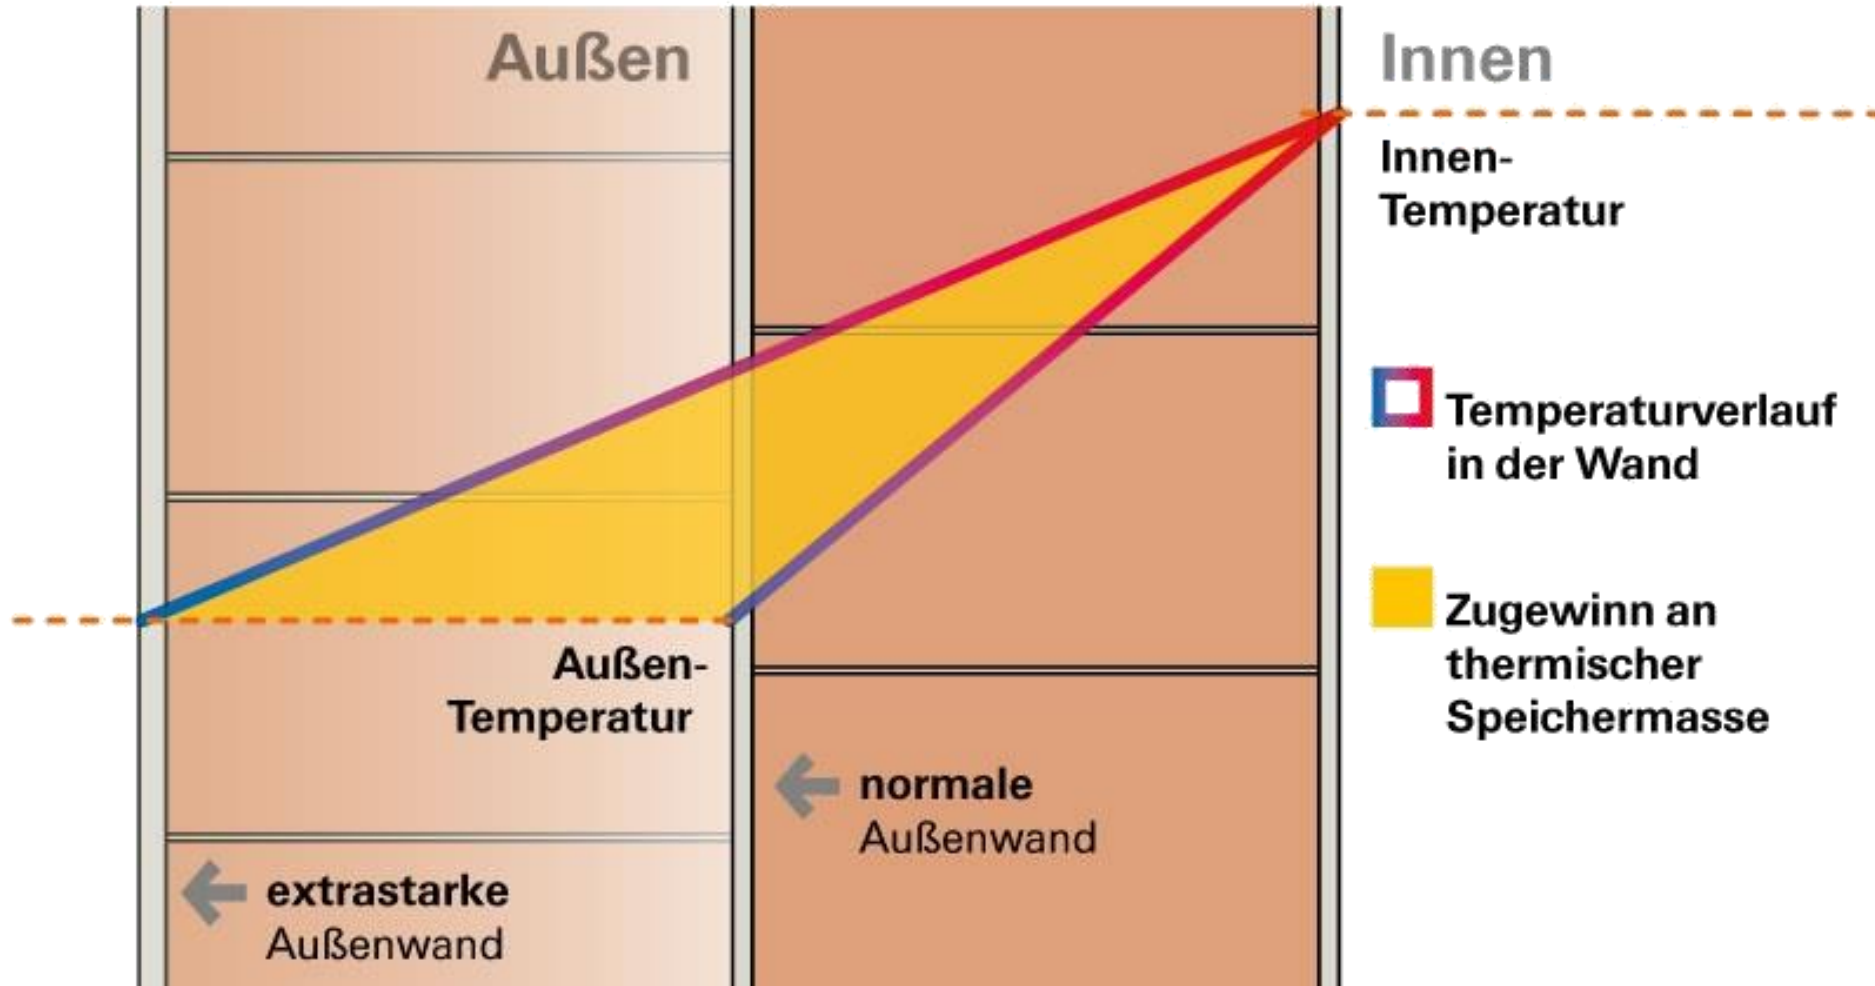 Außen
Innen
Innen-
Temperatur
Temperaturverlauf
in der Wand
Zugewinn an
thermischer
Speichermasse
Außen-
Temperatur
normale
Außenwand
extrastarke
Außenwand